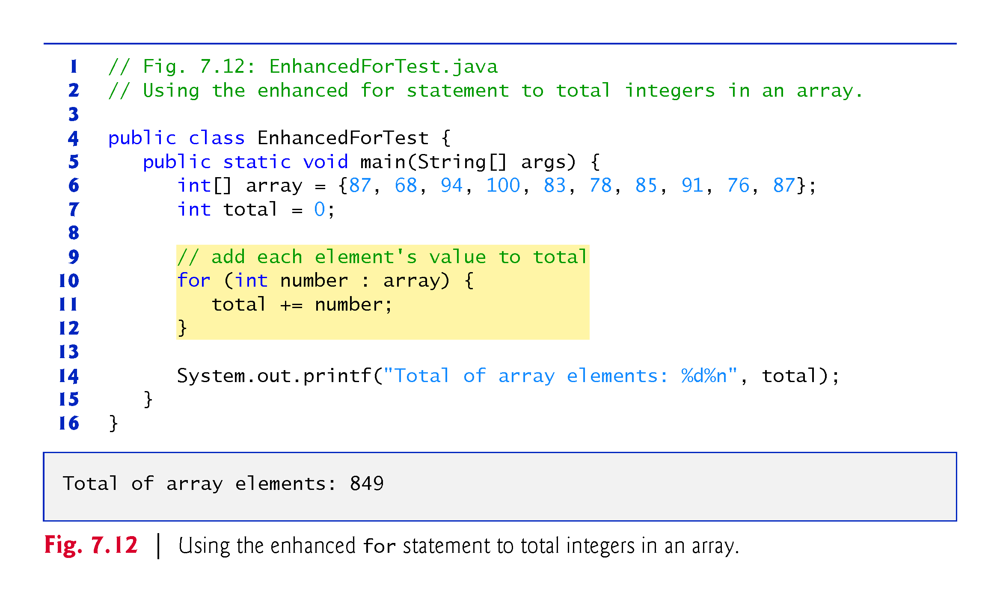 1 // Fig. 7.12: EnhancedForTest.java
2 // Using the enhanced for statement to total integers in an array.
3
4 public class EnhancedForTest {
5    public static void main(String[] args) {
6       int[] array = {87, 68, 94, 100, 83, 78, 85, 91, 76, 87};
7       int total = 0;
8
9       // add each element's value to total
10       for (int number : array) {
11          total += number;
12       }
13
14       System.out.printf("Total of array elements: %d%n", total);
15    }
16 }
Total of array elements: 849
Fig. 7.12 | Using the enhanced for statement to total integers in an array.